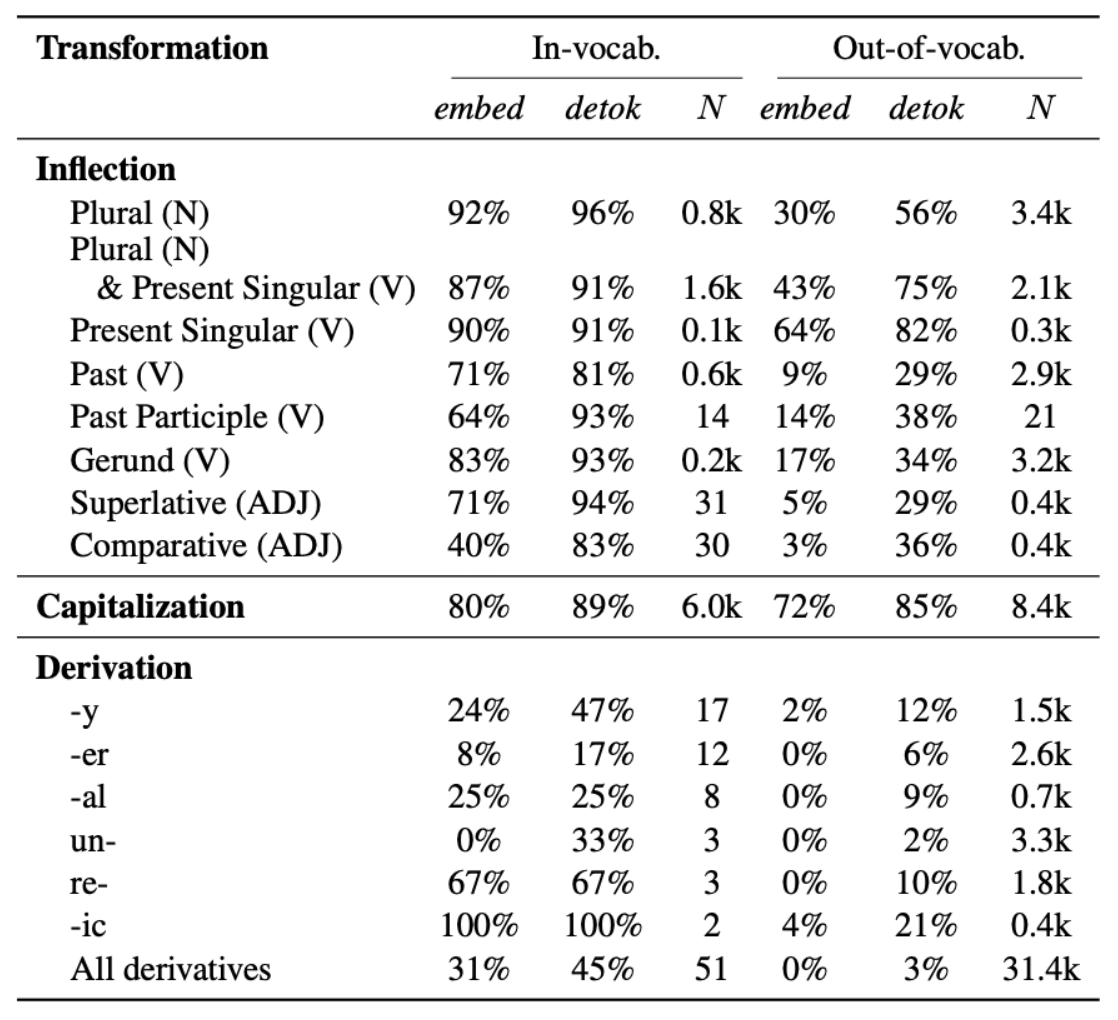 Transformation In-vocab. Out-of-vocab.
embed detok N embed detok N
Inflection
Plural (N) 92% 96% 0.8k 30% 56% 3.4k
Plural (N)
& Present Singular (V) 87% 91% 1.6k 43% 75% 2.1k
Present Singular (V) 90% 91% 0.1k 64% 82% 0.3k
Past (V) 71% 81% 0.6k 9% 29% 2.9k
Past Participle (V) 64% 93% 14 14% 38% 21
Gerund (V) 83% 93% 0.2k 17% 34% 3.2k
Superlative (ADJ) 71% 94% 31 5% 29% 0.4k
Comparative (ADJ) 40% 83% 30 3% 36% 0.4k
Capitalization 80% 89% 6.0k 72% 85% 8.4k
Derivation
-y 24% 47% 17 2% 12% 1.5k
-er 8% 17% 12 0% 6% 2.6k
-al 25% 25% 8 0% 9% 0.7k
un- 0% 33% 3 0% 2% 3.3k
re- 67% 67% 3 0% 10% 1.8k
-ic 100% 100% 2 4% 21% 0.4k
All derivatives 31% 45% 51 0% 3% 31.4k